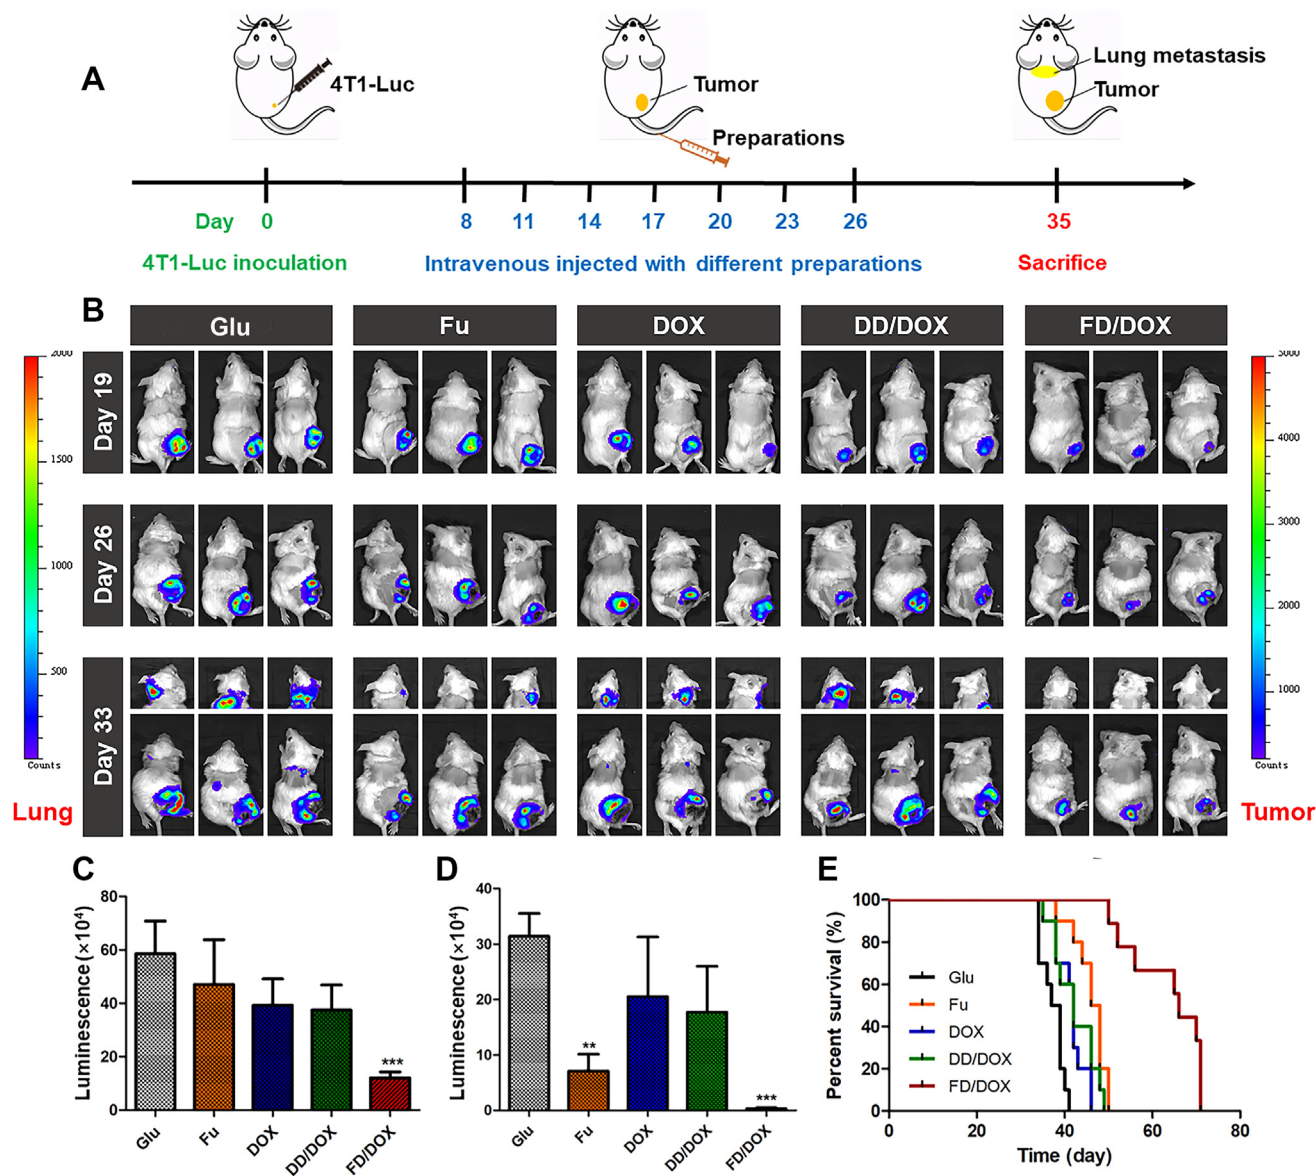 A
4T1-Luc
Tumor
Preparations
Lung metastasis
Tumor
Day 0 8 11 14 17 20 23 26 35
4T1-Luc inoculation
Intravenous injected with different preparations
Sacrifice
B
Glu Fu DOX DD/DOX FD/DOX
Day 19
Day 26
Day 33
2000
1500
1000
500
Counts
Lung
5000
4000
3000
2000
1000
Counts
Tumor
C
Luminescence (×10⁴)
80
60
40
20
0
***
Glu Fu DOX DD/DOX FD/DOX
D
Luminescence (×10⁴)
40
30
20
10
0
**
***
Glu Fu DOX DD/DOX FD/DOX
E
Percent survival (%)
100
80
60
40
20
0
Glu
Fu
DOX
DD/DOX
FD/DOX
0 20 40 60 80
Time (day)